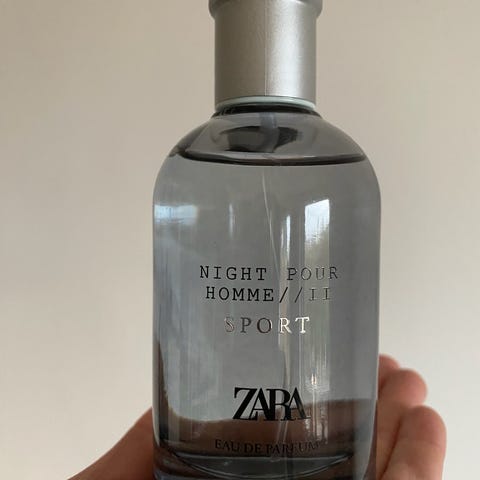 NIGHT POUR
HOMME//II
SPORT
ZARA
EAU DE PARFUM